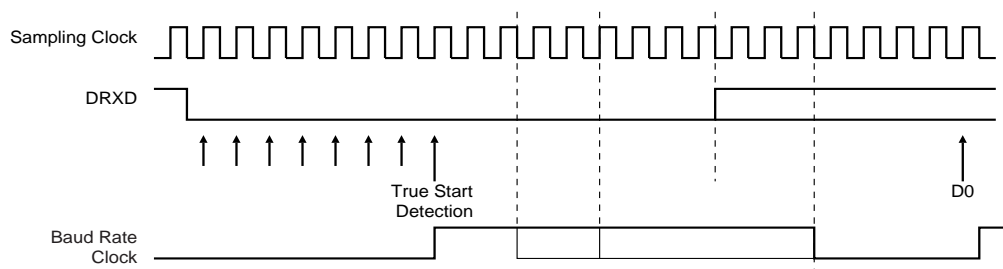 Sampling Clock
DRXD
True Start
Detection
D0
Baud Rate
Clock